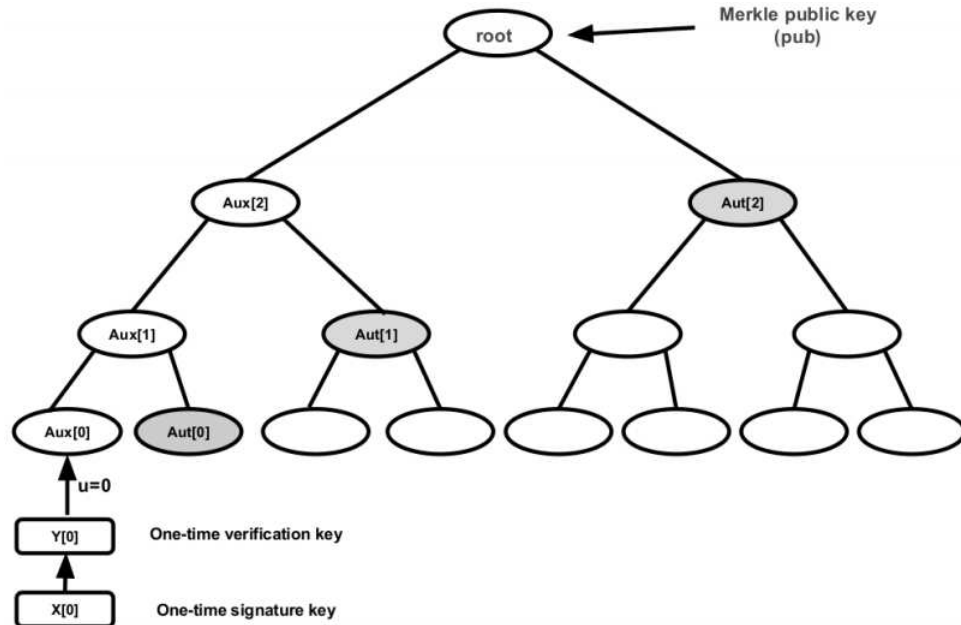 Merkle public key
(pub)
root
Aux[2]
Aut[2]
Aux[1]
Aut[1]
Aux[0]
Aut[0]
u=0
Y[0]
One-time verification key
X[0]
One-time signature key